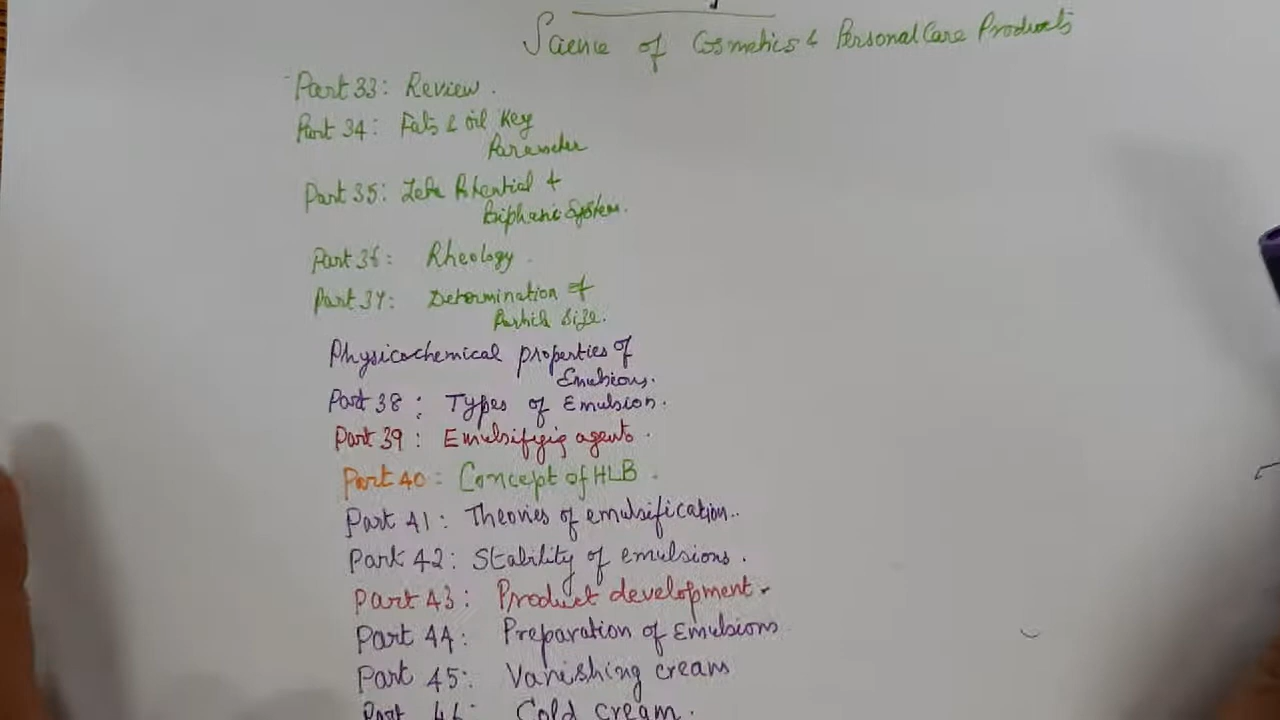 Science of Cosmetics & Personal Care Products
Part 33: Review.
Part 34: Fats & oil Key
Parameter
Part 35: Zeta Potential &
Biphasic System.
Part 36: Rheology
Part 37: Determination of
Particle Size.
Physicochemical properties of
Emulsions.
Part 38: Types of Emulsion.
Part 39: Emulsifyig agents.
Part 40: Concept of HLB.
Part 41: Theories of emulsification..
Part 42: Stability of emulsions.
Part 43: Product development.
Part 44: Preparation of Emulsions
Part 45: Vanishing cream
Part 46: Cold cream.